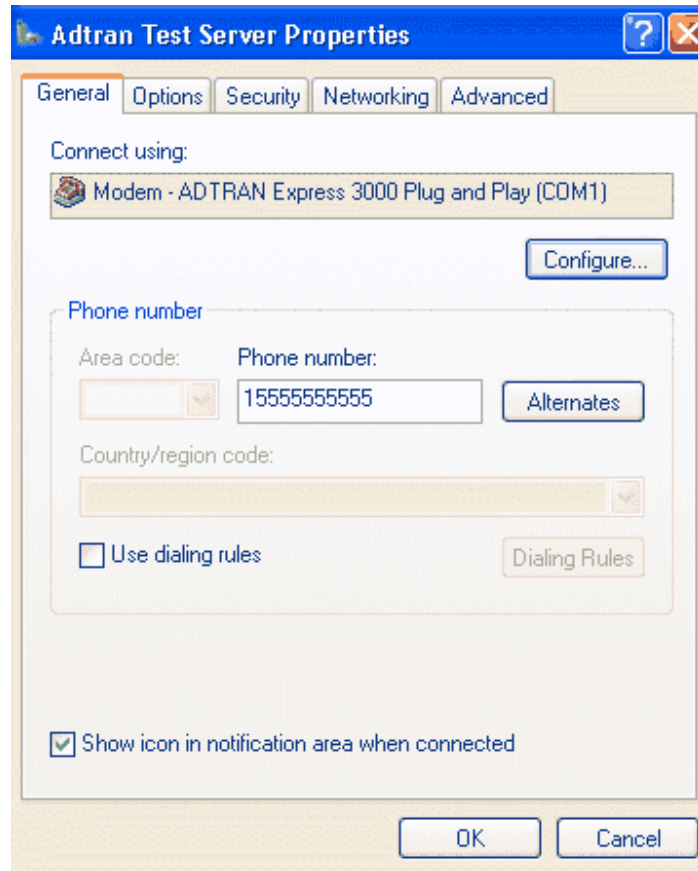 Adtran Test Server Properties
General Options Security Networking Advanced
Connect using:
Modem - ADTRAN Express 3000 Plug and Play (COM1)
Configure...
Phone number
Area code: Phone number:
15555555555 Alternates
Country/region code:
Use dialing rules Dialing Rules
Show icon in notification area when connected
OK Cancel